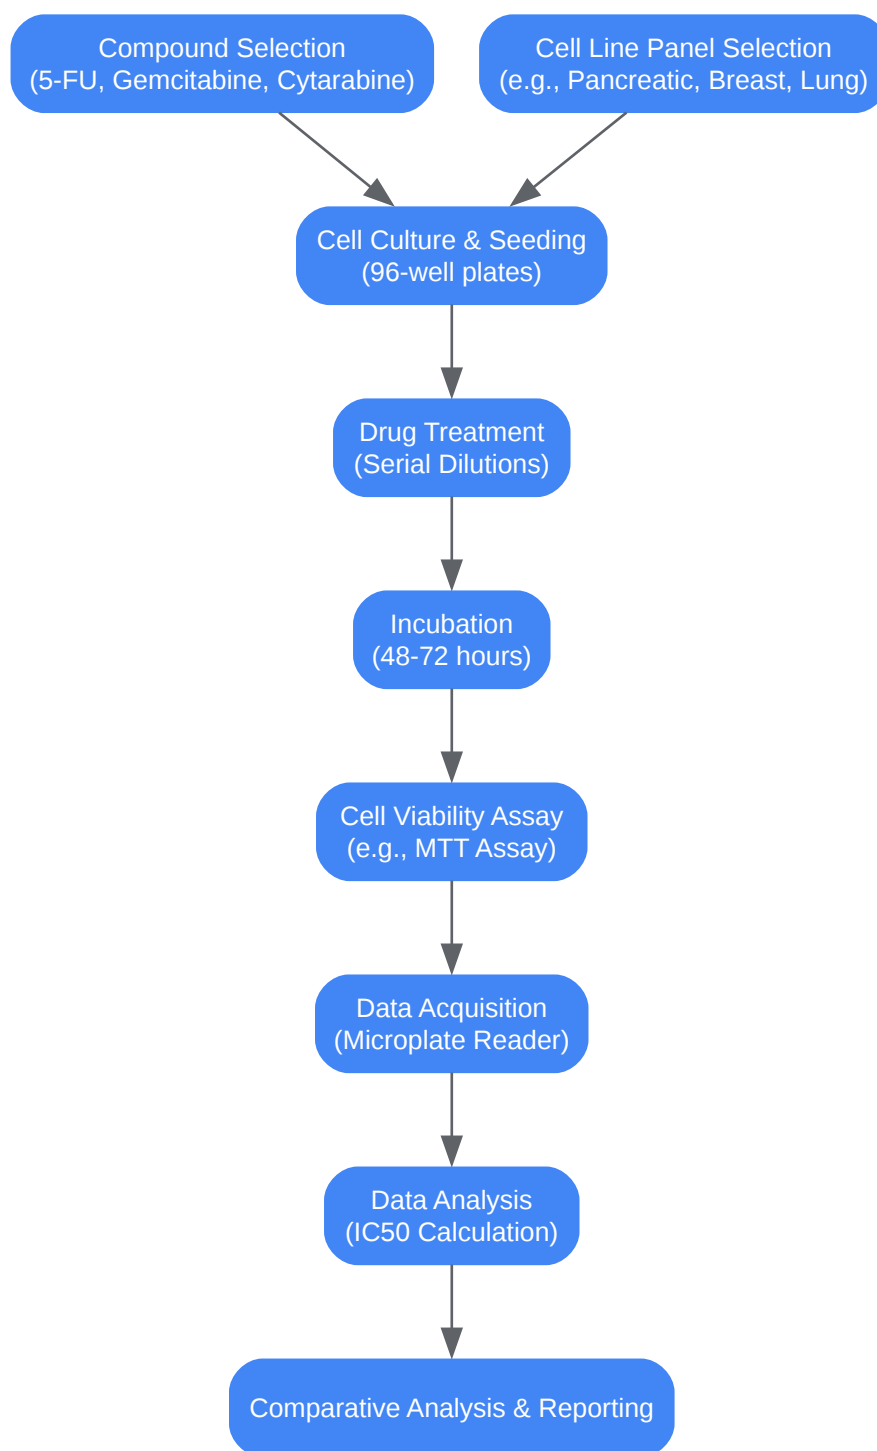 Compound Selection
(5-FU, Gemcitabine, Cytarabine)
Cell Line Panel Selection
(e.g., Pancreatic, Breast, Lung)
Cell Culture & Seeding
(96-well plates)
Drug Treatment
(Serial Dilutions)
Incubation
(48-72 hours)
Cell Viability Assay
(e.g., MTT Assay)
Data Acquisition
(Microplate Reader)
Data Analysis
(IC50 Calculation)
Comparative Analysis & Reporting